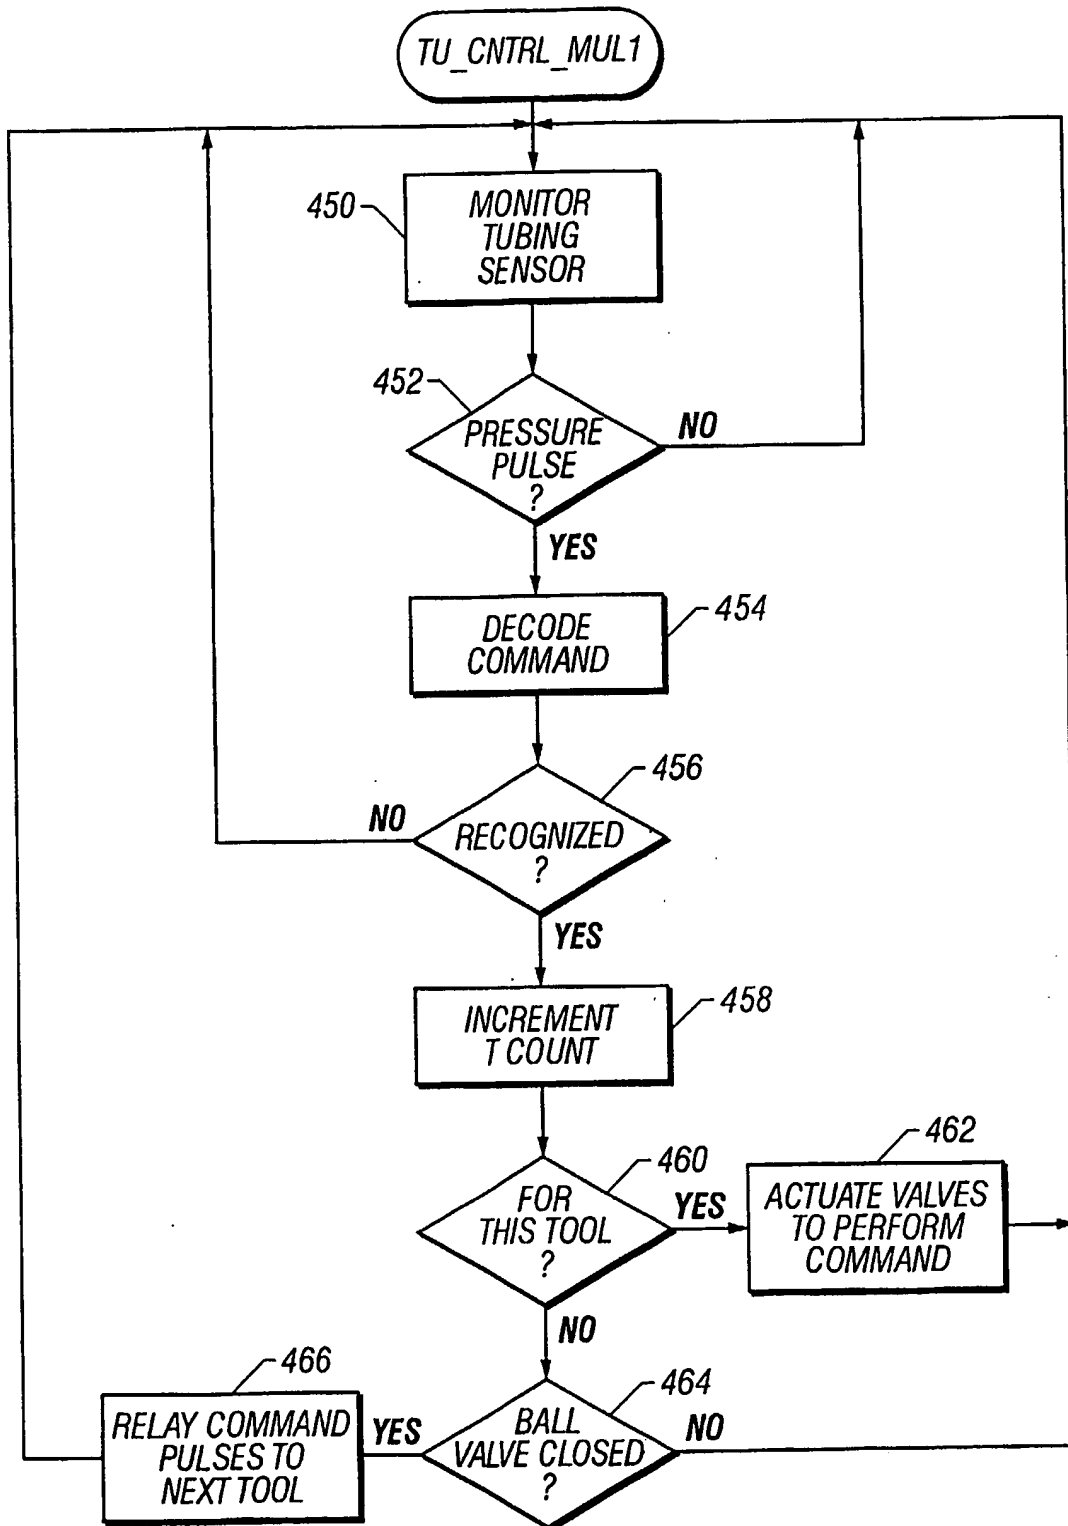 TU_CNTRL_MUL1
450
MONITOR
TUBING
SENSOR
452
PRESSURE
PULSE
?
NO
YES
454
DECODE
COMMAND
456
NO
RECOGNIZED
?
YES
458
INCREMENT
T COUNT
460
FOR
THIS TOOL
?
YES
462
ACTUATE VALVES
TO PERFORM
COMMAND
NO
466
RELAY COMMAND
PULSES TO
NEXT TOOL
YES
464
BALL
VALVE CLOSED
?
NO